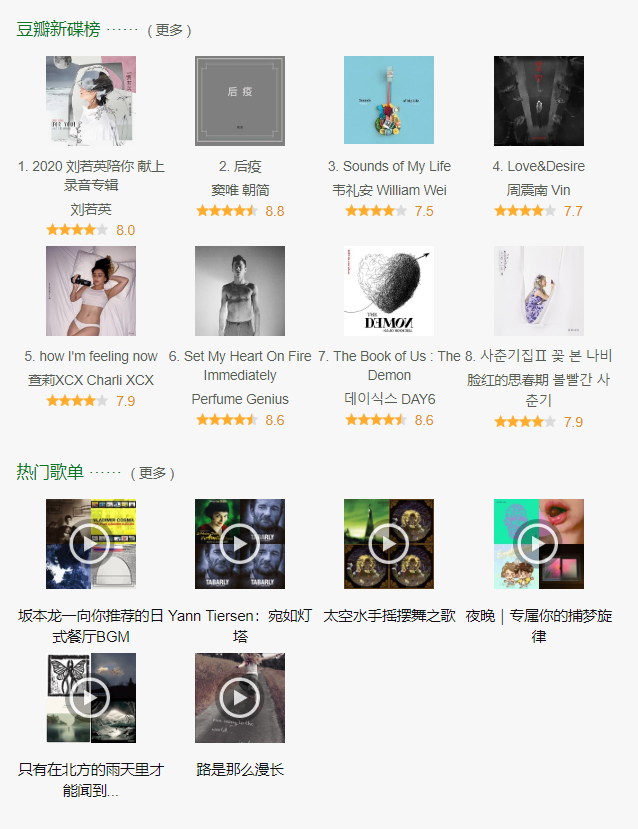 豆瓣新碟榜 · · · · · · ( 更多 )
后 疫
Sounds of My Life
1. 2020 刘若英陪你 献上
录音专辑
刘若英
8.0
2. 后疫
窦唯 朝简
8.8
3. Sounds of My Life
韦礼安 William Wei
7.5
4. Love&Desire
周震南 Vin
7.7
THE
DEMON
5. how I'm feeling now
查莉XCX Charli XCX
7.9
6. Set My Heart On Fire
Immediately
Perfume Genius
8.6
7. The Book of Us : The
Demon
데이식스 DAY6
8.6
8. 사춘기집Ⅱ 꽃 본 나비
脸红的思春期 볼빨간 사
춘기
7.9
热门歌单 · · · · · · ( 更多 )
VLADIMIR COSMA
TABARLY
TABARLY
坂本龙一向你推荐的日
式餐厅BGM
Yann Tiersen：宛如灯
塔
太空水手摇摆舞之歌
夜晚 | 专属你的捕梦旋
律
只有在北方的雨天里才
能闻到...
路是那么漫长